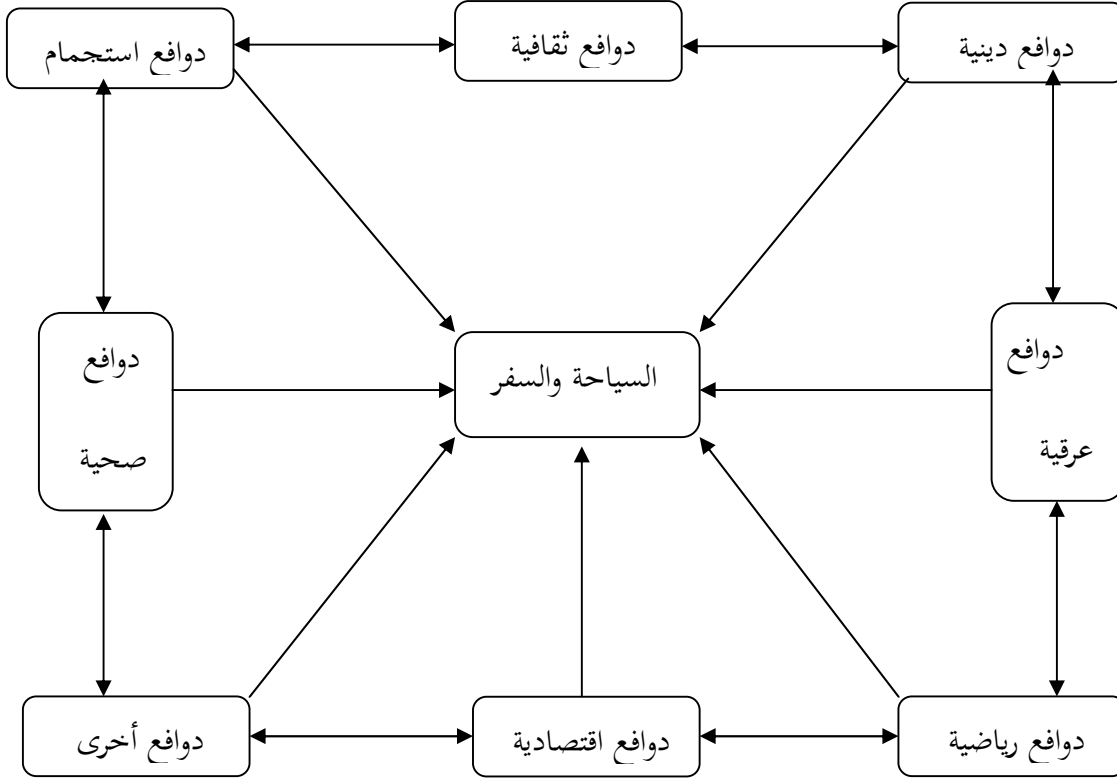 دوافع دينية
دوافع ثقافية
دوافع استجمام
دوافع
عرقية
السياحة والسفر
دوافع
صحية
دوافع رياضية
دوافع اقتصادية
دوافع أخرى